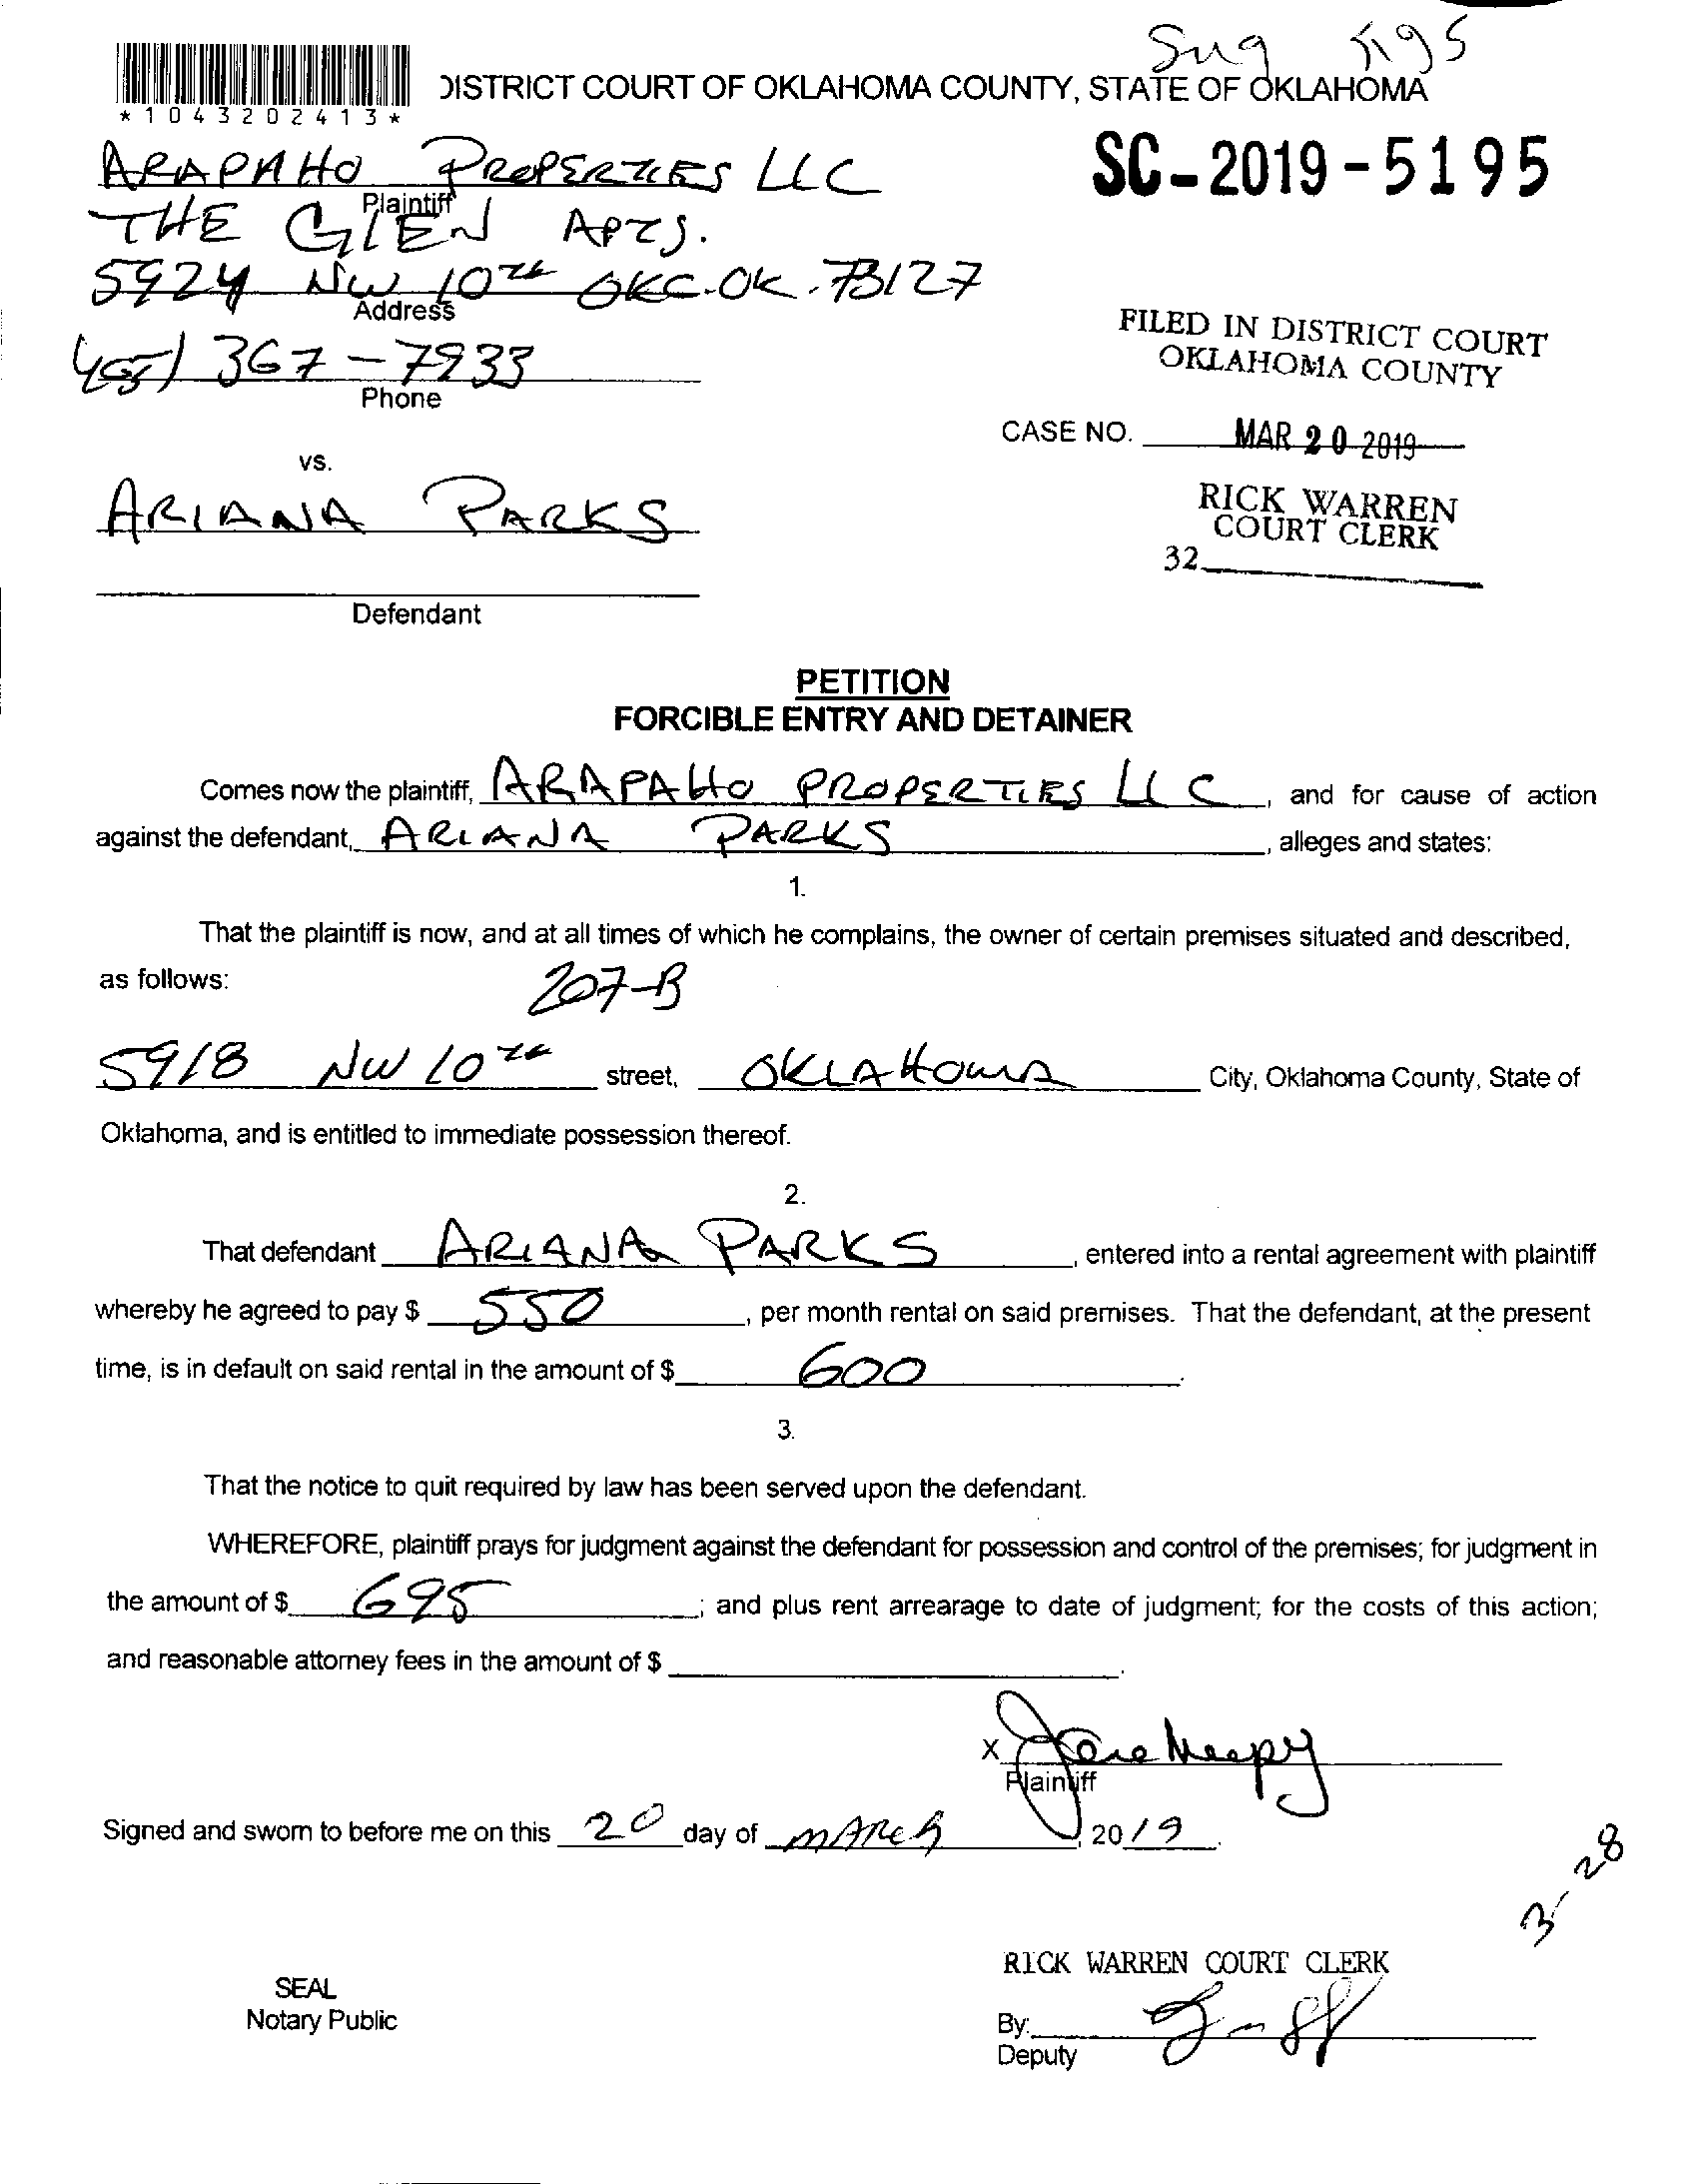 5195
DISTRICT COURT OF OKLAHOMA COUNTY, STATE OF OKLAHOMA
*1043202413*
ARAPAHO PROPERTIES LLC
SC-2019-5195
Plaintiff
THE GLEN APTS.
5924 NW 10TH OKC.OK.73127
Address
FILED IN DISTRICT COURT
OKLAHOMA COUNTY
405) 367-7933
Phone
CASE NO. MAR 20 2019
vs.
ARIANA PARKS
RICK WARREN
COURT CLERK
32
Defendant
PETITION
FORCIBLE ENTRY AND DETAINER
Comes now the plaintiff, ARAPAHO PROPERTIES LLC, and for cause of action
against the defendant, ARIANA PARKS, alleges and states:
1.
That the plaintiff is now, and at all times of which he complains, the owner of certain premises situated and described,
as follows: 207-B
5918 NW 10TH street, OKLAHOMA City, Oklahoma County, State of
Oklahoma, and is entitled to immediate possession thereof.
2.
That defendant ARIANA PARKS, entered into a rental agreement with plaintiff
whereby he agreed to pay $ 550, per month rental on said premises. That the defendant, at the present
time, is in default on said rental in the amount of $ 600.
3.
That the notice to quit required by law has been served upon the defendant.
WHEREFORE, plaintiff prays for judgment against the defendant for possession and control of the premises; for judgment in
the amount of $ 695; and plus rent arrearage to date of judgment; for the costs of this action;
and reasonable attorney fees in the amount of $ .
X
Plaintiff
Signed and sworn to before me on this 20 day of MARCH, 2019.
3-28
RICK WARREN COURT CLERK
SEAL
Notary Public
By:
Deputy